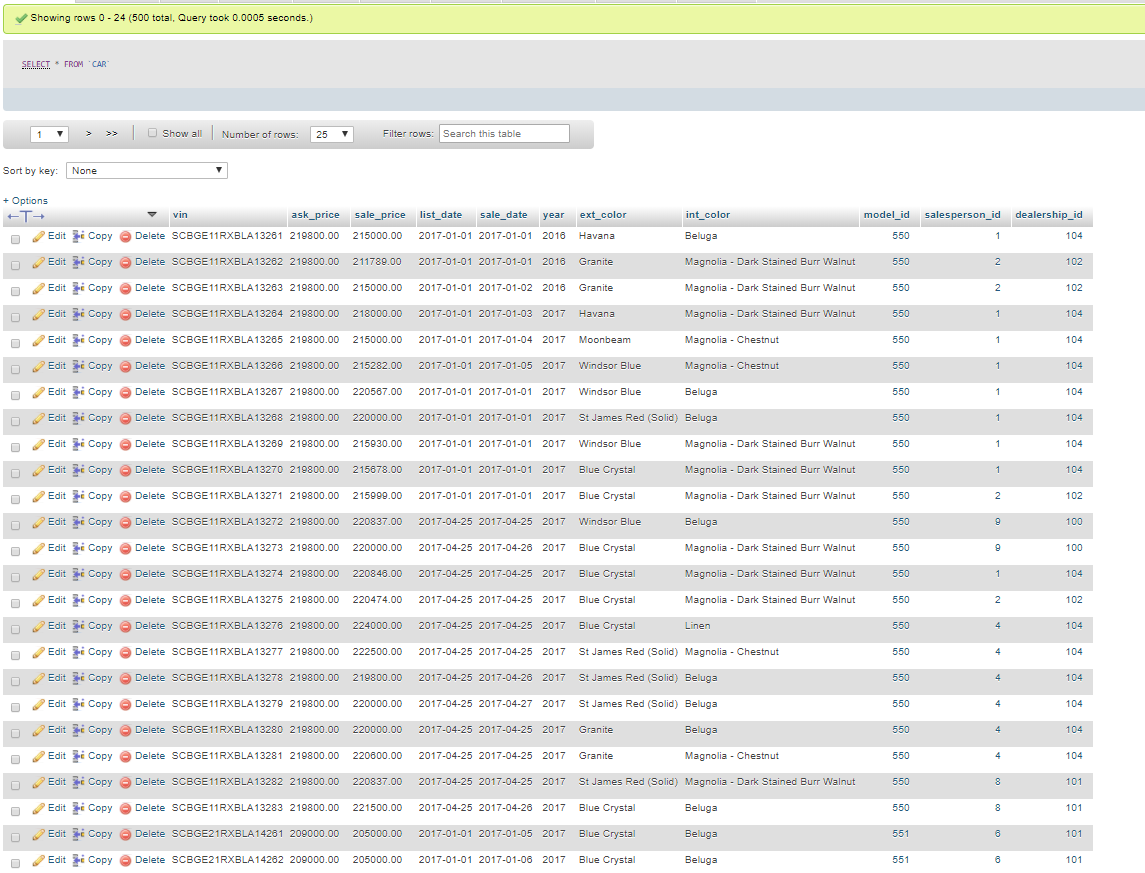 Showing rows 0 - 24 (500 total, Query took 0.0005 seconds.)
SELECT * FROM `CAR`
1 > >> Show all Number of rows: 25 Filter rows: Search this table
Sort by key: None
+ Options
←T→ vin ask_price sale_price list_date sale_date year ext_color int_color model_id salesperson_id dealership_id
Edit Copy Delete SCBGE11RXBLA13261 219800.00 215000.00 2017-01-01 2017-01-01 2016 Havana Beluga 550 1 104
Edit Copy Delete SCBGE11RXBLA13262 219800.00 211789.00 2017-01-01 2017-01-01 2016 Granite Magnolia - Dark Stained Burr Walnut 550 2 102
Edit Copy Delete SCBGE11RXBLA13263 219800.00 215000.00 2017-01-01 2017-01-02 2016 Granite Magnolia - Dark Stained Burr Walnut 550 2 102
Edit Copy Delete SCBGE11RXBLA13264 219800.00 218000.00 2017-01-01 2017-01-03 2017 Havana Magnolia - Dark Stained Burr Walnut 550 1 104
Edit Copy Delete SCBGE11RXBLA13265 219800.00 215000.00 2017-01-01 2017-01-04 2017 Moonbeam Magnolia - Chestnut 550 1 104
Edit Copy Delete SCBGE11RXBLA13266 219800.00 215282.00 2017-01-01 2017-01-05 2017 Windsor Blue Magnolia - Chestnut 550 1 104
Edit Copy Delete SCBGE11RXBLA13267 219800.00 220567.00 2017-01-01 2017-01-01 2017 Windsor Blue Beluga 550 1 104
Edit Copy Delete SCBGE11RXBLA13268 219800.00 220000.00 2017-01-01 2017-01-01 2017 St James Red (Solid) Beluga 550 1 104
Edit Copy Delete SCBGE11RXBLA13269 219800.00 215930.00 2017-01-01 2017-01-01 2017 Windsor Blue Magnolia - Dark Stained Burr Walnut 550 1 104
Edit Copy Delete SCBGE11RXBLA13270 219800.00 215678.00 2017-01-01 2017-01-01 2017 Blue Crystal Magnolia - Dark Stained Burr Walnut 550 1 104
Edit Copy Delete SCBGE11RXBLA13271 219800.00 215999.00 2017-01-01 2017-01-01 2017 Blue Crystal Magnolia - Dark Stained Burr Walnut 550 2 102
Edit Copy Delete SCBGE11RXBLA13272 219800.00 220837.00 2017-04-25 2017-04-25 2017 Windsor Blue Beluga 550 9 100
Edit Copy Delete SCBGE11RXBLA13273 219800.00 220000.00 2017-04-25 2017-04-26 2017 Blue Crystal Magnolia - Dark Stained Burr Walnut 550 9 100
Edit Copy Delete SCBGE11RXBLA13274 219800.00 220846.00 2017-04-25 2017-04-25 2017 Blue Crystal Magnolia - Dark Stained Burr Walnut 550 1 104
Edit Copy Delete SCBGE11RXBLA13275 219800.00 220474.00 2017-04-25 2017-04-25 2017 Blue Crystal Magnolia - Dark Stained Burr Walnut 550 2 102
Edit Copy Delete SCBGE11RXBLA13276 219800.00 224000.00 2017-04-25 2017-04-25 2017 Blue Crystal Linen 550 4 104
Edit Copy Delete SCBGE11RXBLA13277 219800.00 222500.00 2017-04-25 2017-04-25 2017 St James Red (Solid) Magnolia - Chestnut 550 4 104
Edit Copy Delete SCBGE11RXBLA13278 219800.00 219800.00 2017-04-25 2017-04-26 2017 St James Red (Solid) Beluga 550 4 104
Edit Copy Delete SCBGE11RXBLA13279 219800.00 220000.00 2017-04-25 2017-04-27 2017 St James Red (Solid) Beluga 550 4 104
Edit Copy Delete SCBGE11RXBLA13280 219800.00 220000.00 2017-04-25 2017-04-25 2017 Granite Beluga 550 4 104
Edit Copy Delete SCBGE11RXBLA13281 219800.00 220600.00 2017-04-25 2017-04-25 2017 Granite Magnolia - Chestnut 550 4 104
Edit Copy Delete SCBGE11RXBLA13282 219800.00 220837.00 2017-04-25 2017-04-25 2017 St James Red (Solid) Magnolia - Dark Stained Burr Walnut 550 8 101
Edit Copy Delete SCBGE11RXBLA13283 219800.00 221500.00 2017-04-25 2017-04-26 2017 Blue Crystal Beluga 550 8 101
Edit Copy Delete SCBGE21RXBLA14261 209000.00 205000.00 2017-01-01 2017-01-05 2017 Blue Crystal Beluga 551 6 101
Edit Copy Delete SCBGE21RXBLA14262 209000.00 205000.00 2017-01-01 2017-01-06 2017 Blue Crystal Beluga 551 6 101